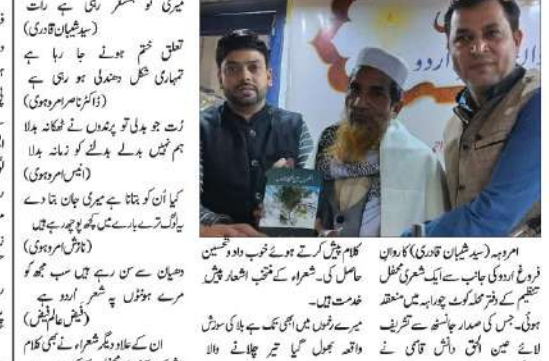 امروہہ (سید شیبان قادری) کاروان
فروغ اردو کی جانب سے ایک شعری محفل
تنظیم کے دفتر محلہ کوٹ چوراہہ میں منعقد
ہوئی۔ جس کی صدارت جانسٹھ سے تشریف
لائے عین الحق دانش قاسمی نے
کلام پیش کرتے ہوئے خوب داد و تحسین
حاصل کی۔ شعراء کے منتخب اشعار پیش
خدمت ہیں۔
میرے زخموں میں ابھی تک ہے بلا کی سوزش
واقعہ بھول گیا تیر چلانے والا
میری رہی ہے رات
(سید شیبان قادری)
تعلق ختم ہونے جا رہا ہے
تمہاری شکل دھندلی ہو رہی ہے
(ڈاکٹر ناصر امروہوی)
رُت جو بدلی تو پرندوں نے ٹھکانہ بدلا
ہم نہیں بدلے بدلنے کو زمانہ بدلا
(انیس امروہوی)
کیا اُن کو بتانا ہے میری جان بتا دے
یہ لوگ ترے بارے میں کچھ پوچھ رہے ہیں
(نازش امروہوی)
دھیان سے سن رہے ہیں سب مجھ کو
مرے ہونٹوں پہ شعر اردو ہے
(فیض عالم فیض)
ان کے علاوہ دیگر شعراء نے بھی کلام
اردو